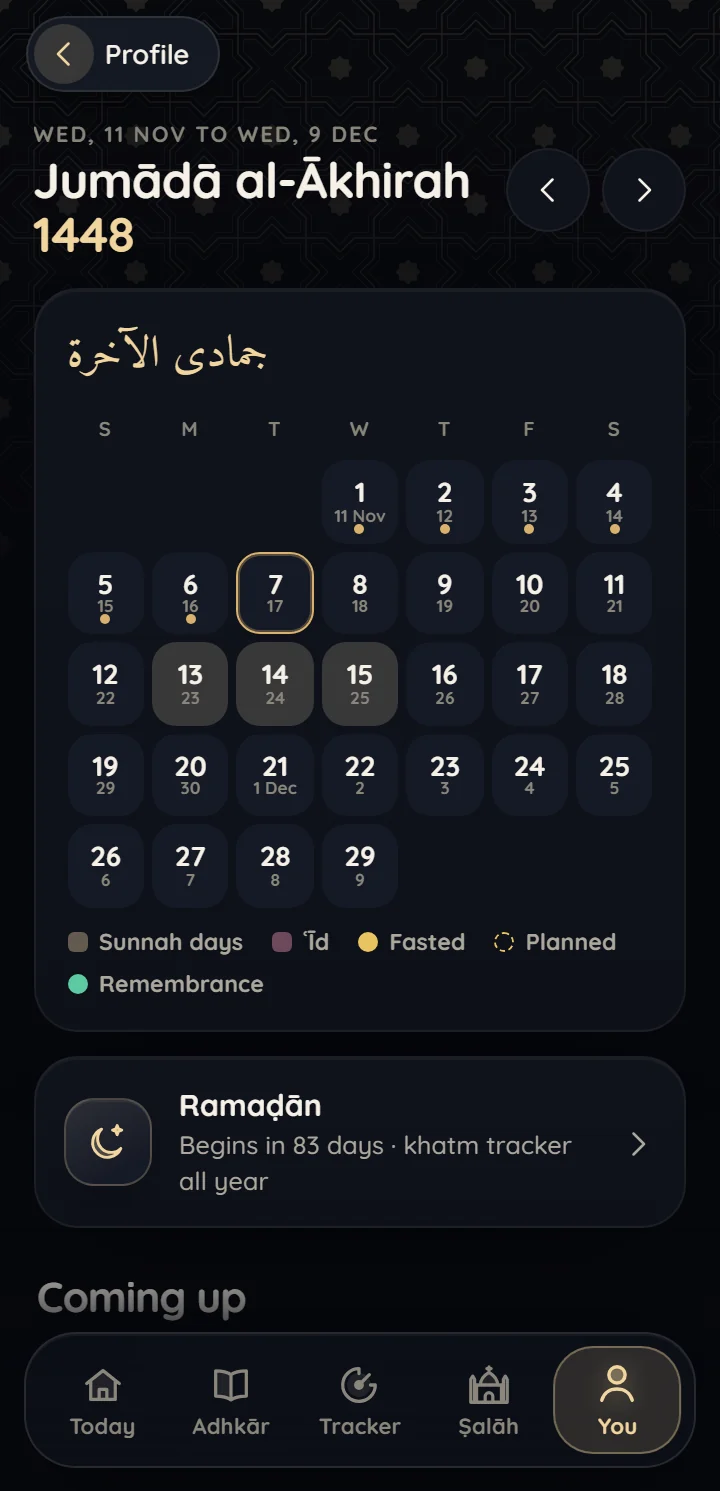 Profile
WED, 11 NOV TO WED, 9 DEC
Jumādā al-Ākhirah
1448
جمادى الآخرة
S M T W T F S
1 2 3 4
11 Nov 12 13 14
5 6 7 8 9 10 11
15 16 17 18 19 20 21
12 13 14 15 16 17 18
22 23 24 25 26 27 28
19 20 21 22 23 24 25
29 30 1 Dec 2 3 4 5
26 27 28 29
6 7 8 9
Sunnah days ʿĪd Fasted Planned
Remembrance
Ramaḍān
Begins in 83 days · khatm tracker
all year
Coming up
Today Adhkār Tracker Ṣalāh You